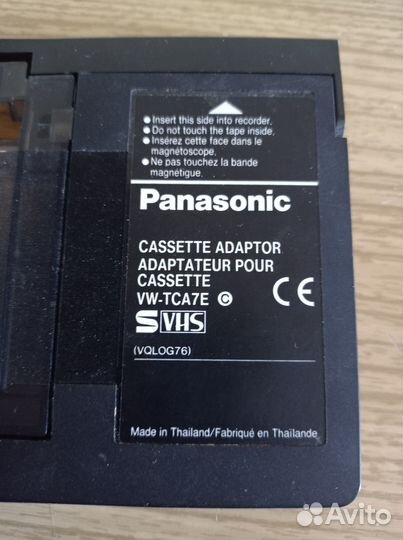 ● Insert this side into recorder.
● Do not touch the tape inside.
● Insérez cette face dans le
magnétoscope.
● Ne pas touchez la bande
magnétique.
Panasonic
CASSETTE ADAPTOR
ADAPTATEUR POUR
CASSETTE
VW-TCA7E © CE
SVHS
(VQLOG76)
Made in Thailand/Fabriqué en Thaïlande
Avito